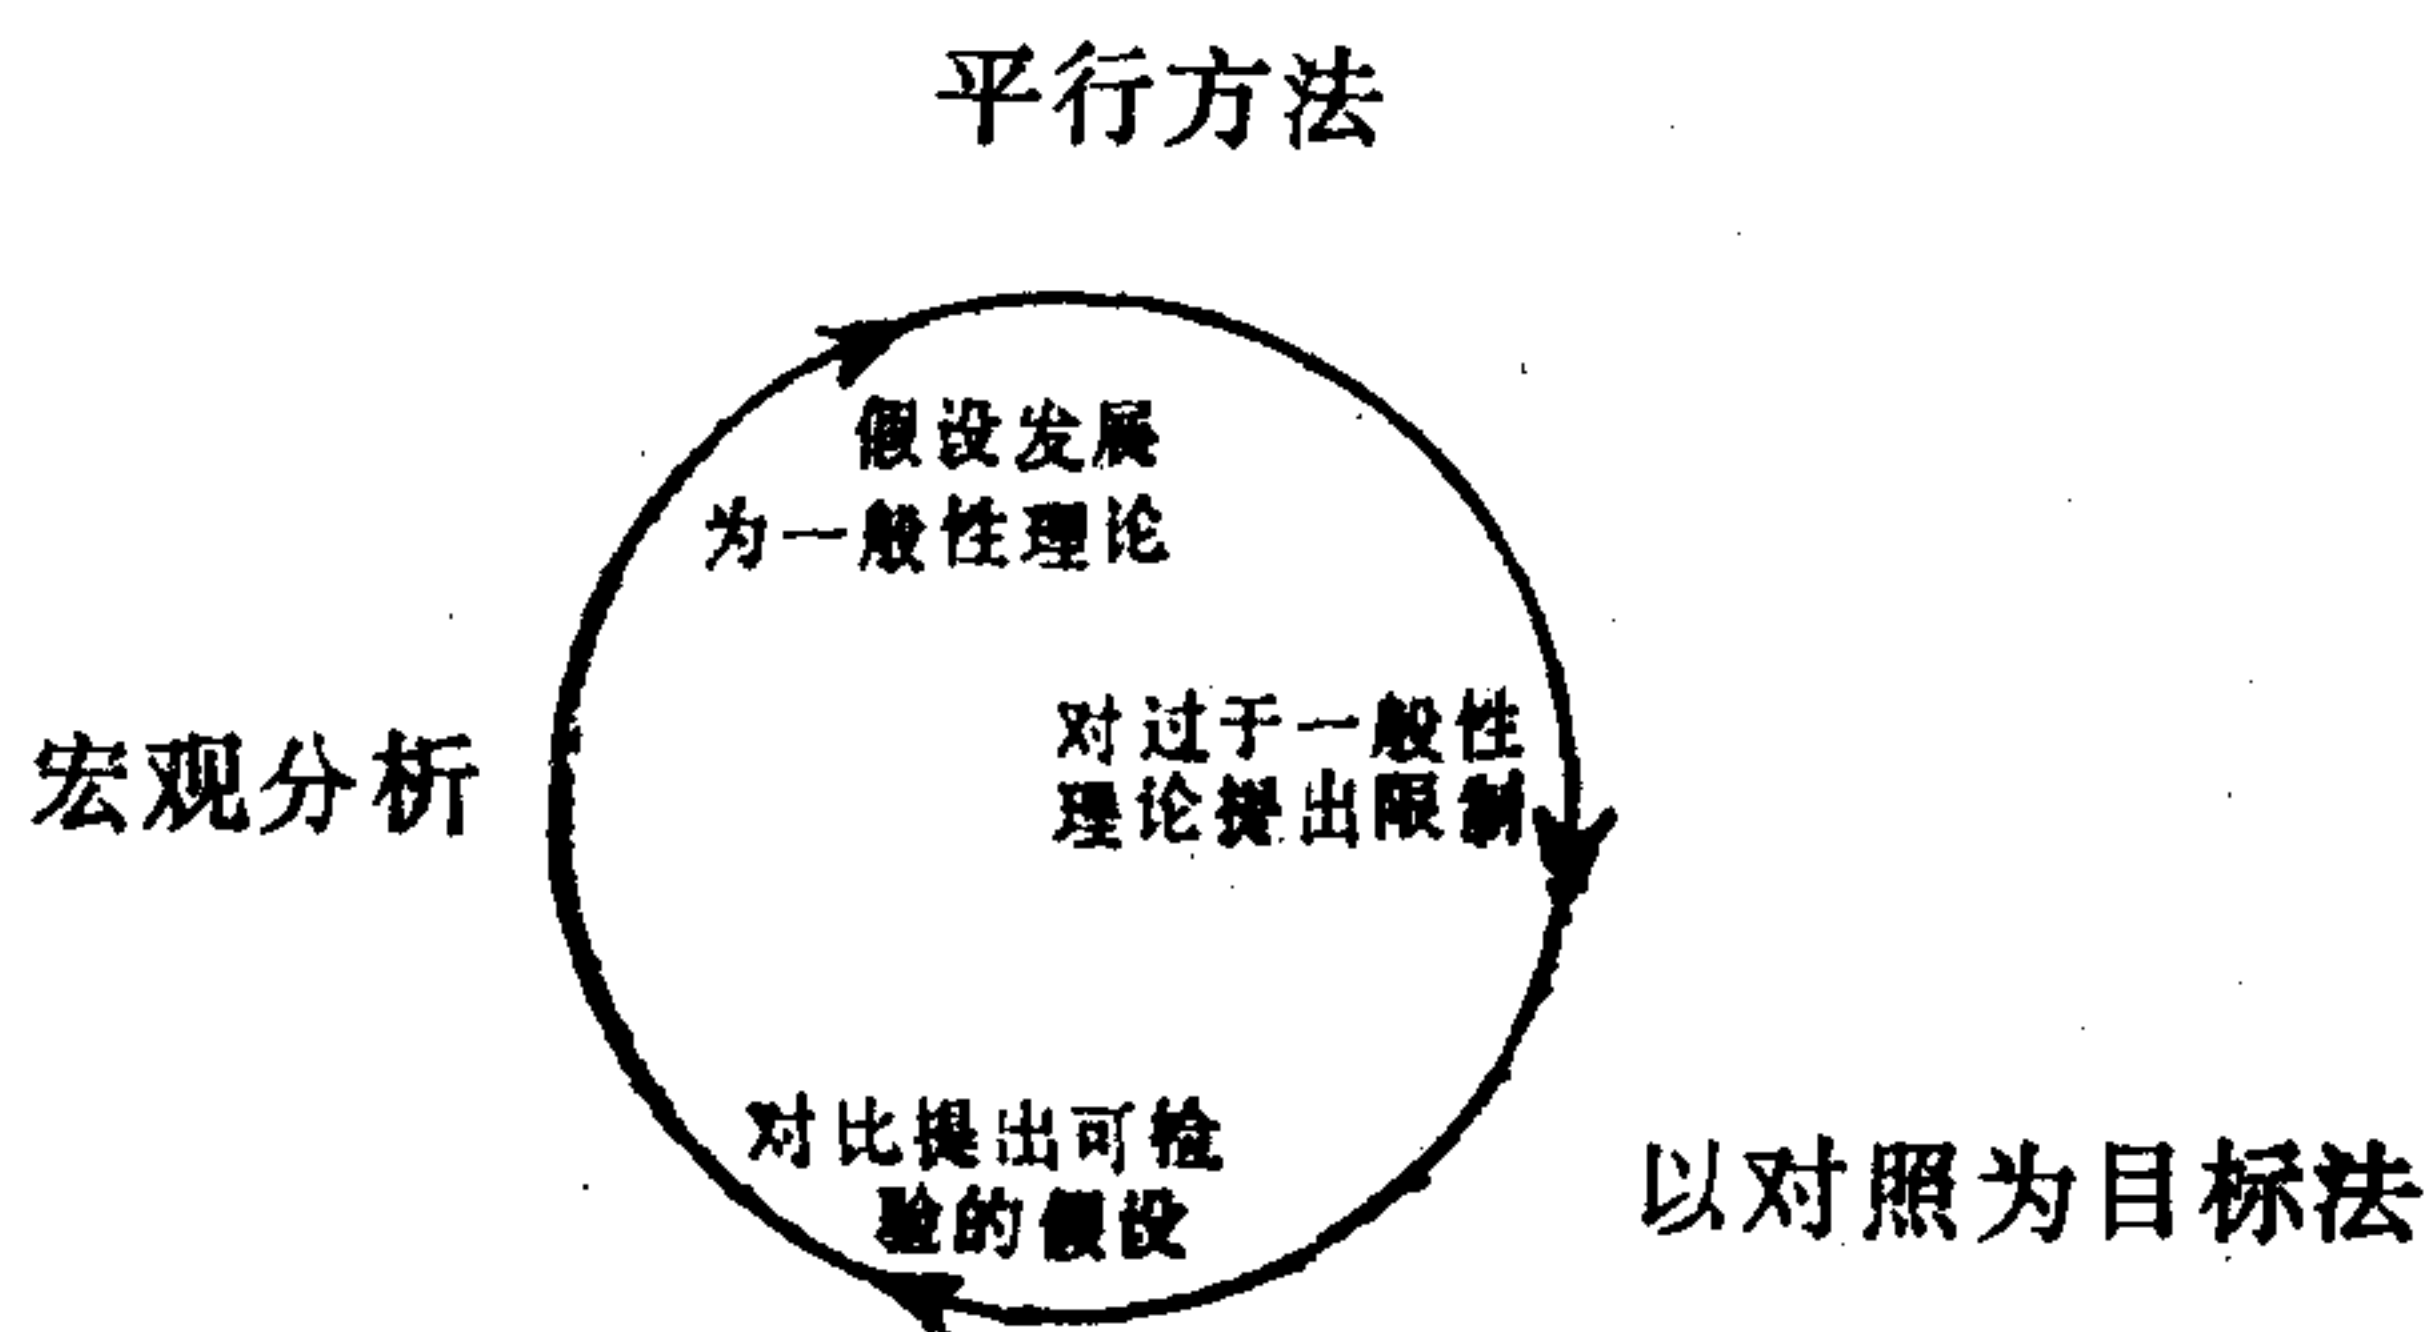 平行方法
假设发展
为一般性理论
对过于一般性
理论提出限制
宏观分析
对比提出可检
验的假设
以对照为目标法